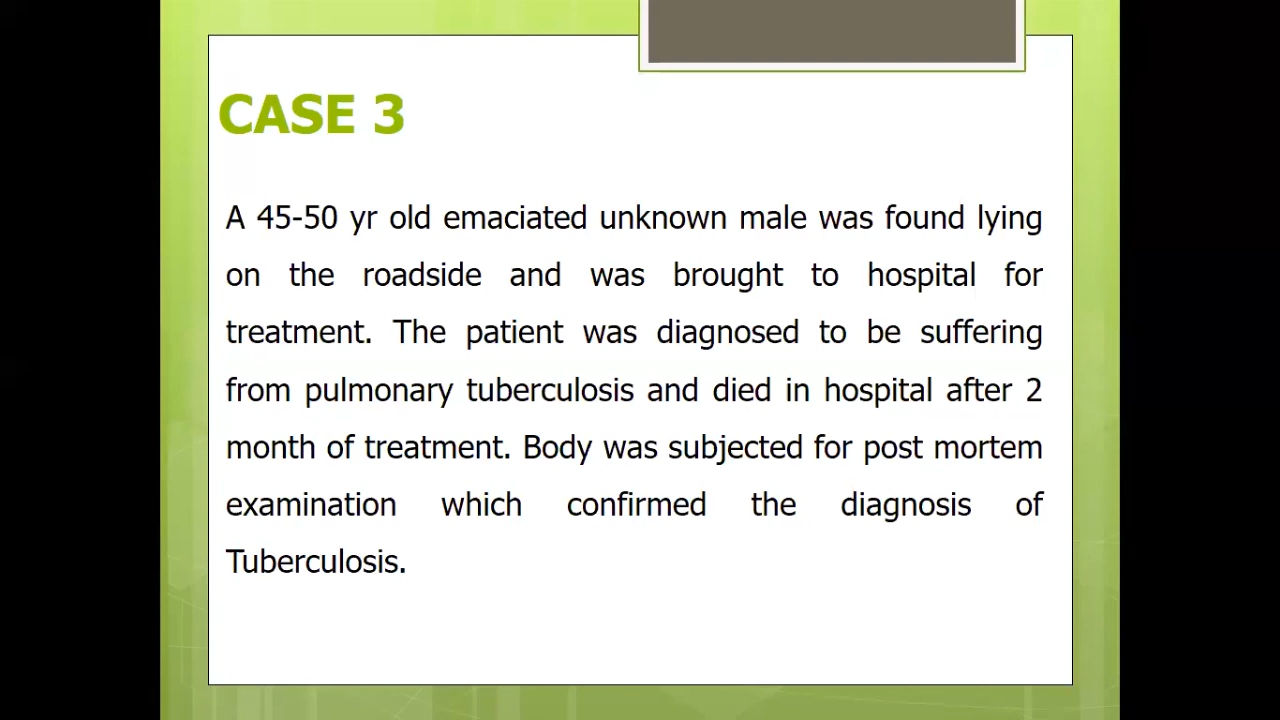 CASE 3
A 45-50 yr old emaciated unknown male was found lying
on the roadside and was brought to hospital for
treatment. The patient was diagnosed to be suffering
from pulmonary tuberculosis and died in hospital after 2
month of treatment. Body was subjected for post mortem
examination which confirmed the diagnosis of
Tuberculosis.